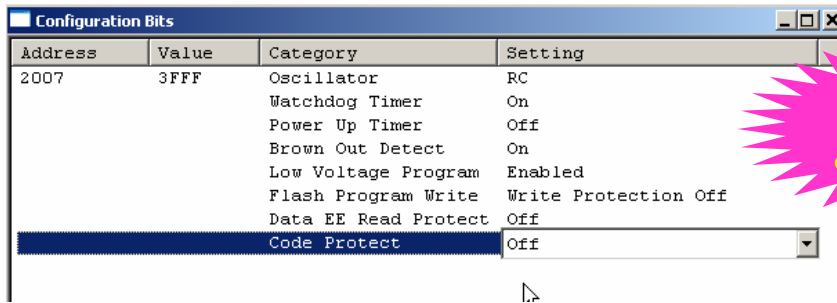 Configuration Bits
Address Value Category Setting
2007 3FFF Oscillator RC
Watchdog Timer On
Power Up Timer Off
Brown Out Detect On
Low Voltage Program Enabled
Flash Program Write Write Protection Off
Data EE Read Protect Off
Code Protect Off